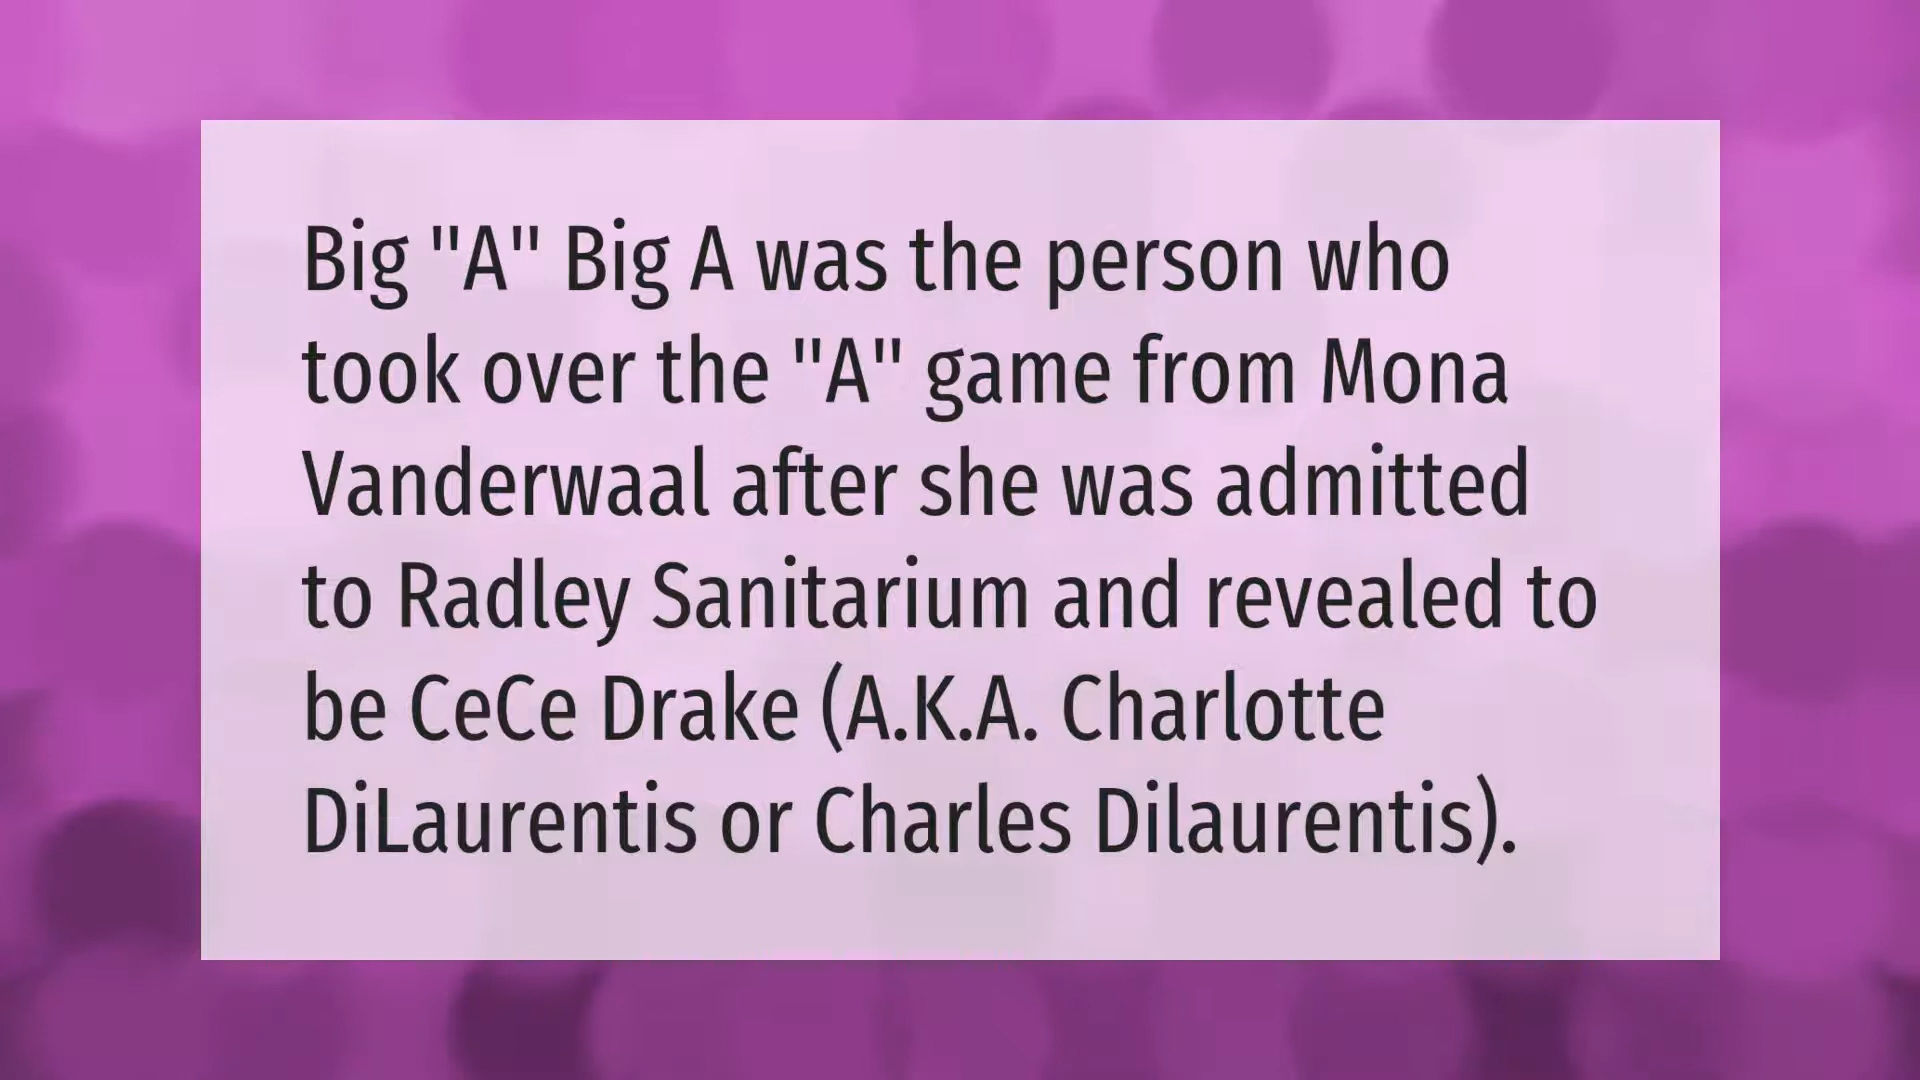 Big "A" Big A was the person who
took over the "A" game from Mona
Vanderwaal after she was admitted
to Radley Sanitarium and revealed to
be CeCe Drake (A.K.A. Charlotte
DiLaurentis or Charles Dilaurentis).